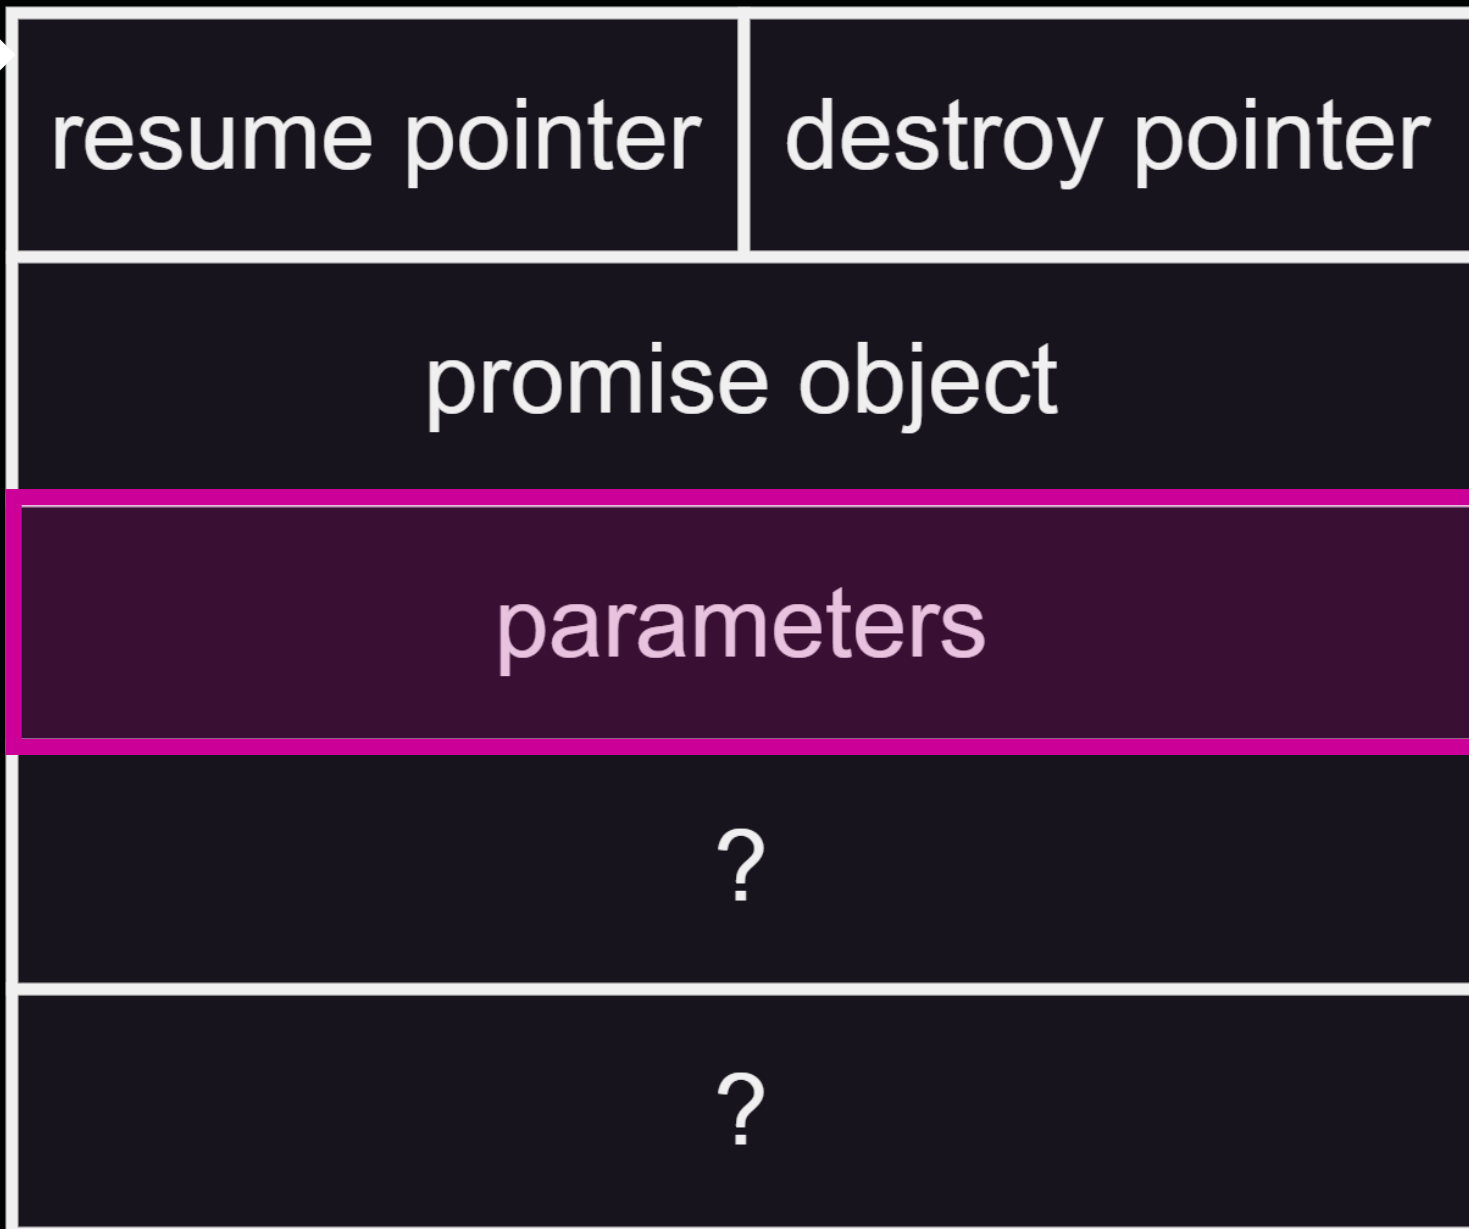 resume pointer destroy pointer
promise object
parameters
?
?